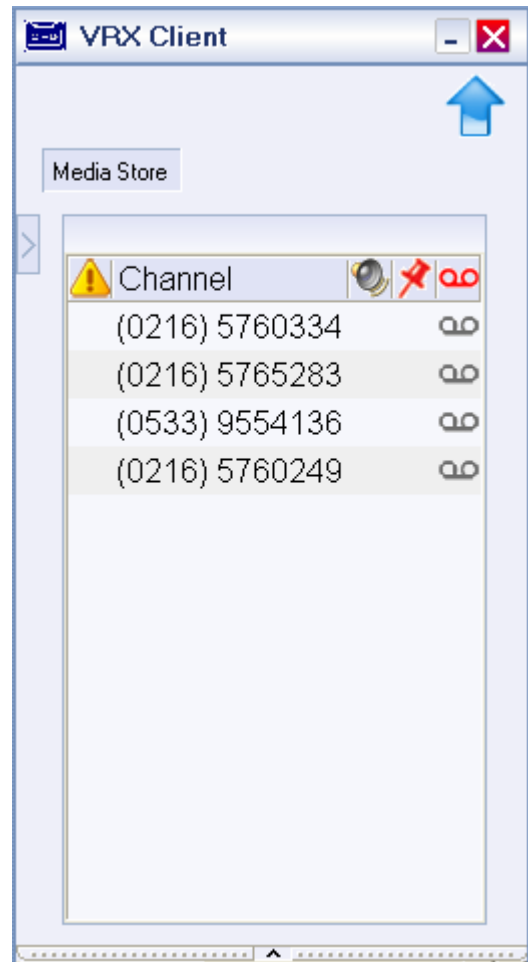 VRX Client
Media Store
Channel
(0216) 5760334
(0216) 5765283
(0533) 9554136
(0216) 5760249